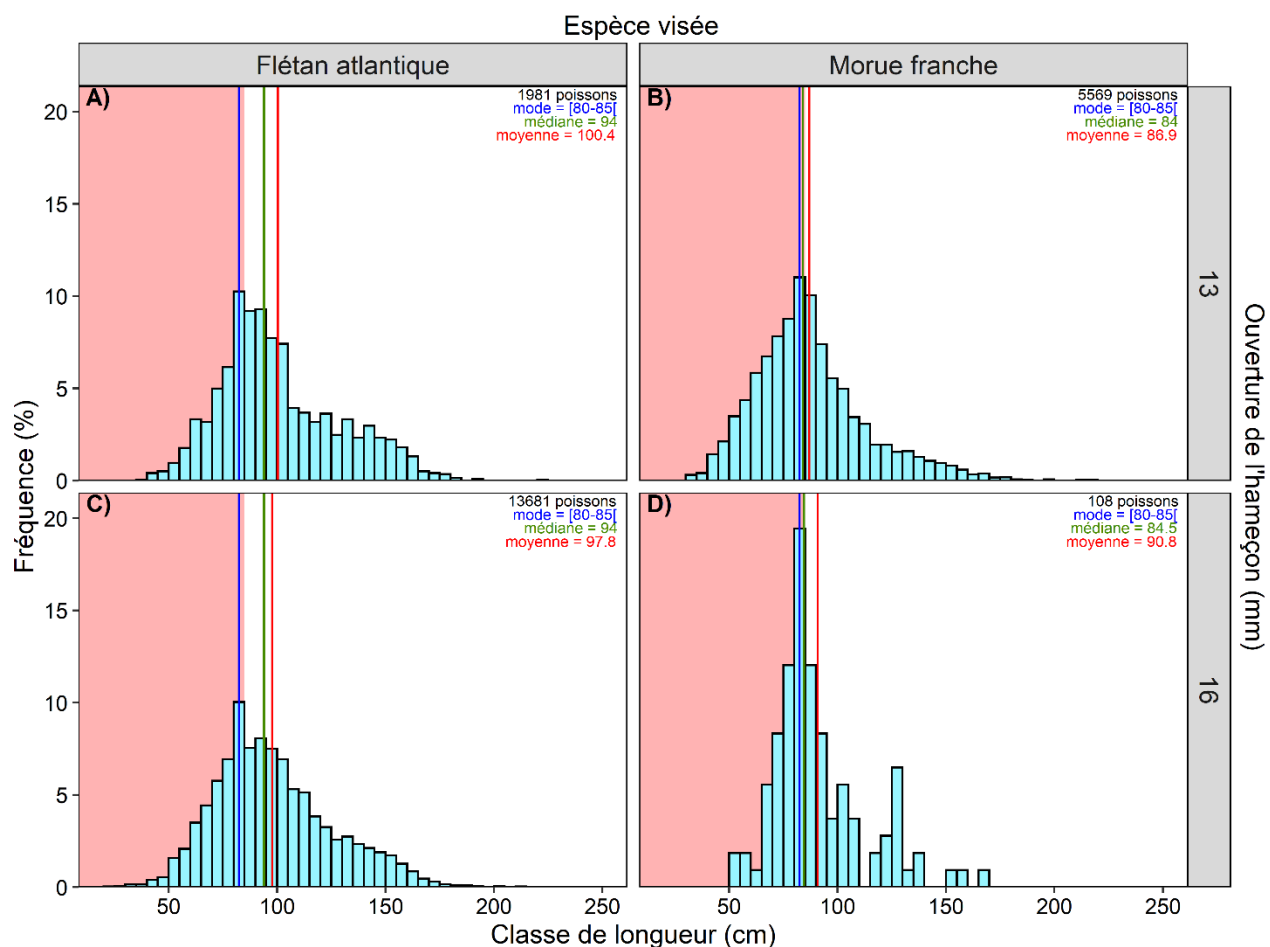 Espèce visée
Flétan atlantique
Morue franche
A)
1981 poissons
mode = [80-85[
médiane = 94
moyenne = 100.4
B)
5569 poissons
mode = [80-85[
médiane = 84
moyenne = 86.9
13
20
15
10
5
0
C)
13681 poissons
mode = [80-85[
médiane = 94
moyenne = 97.8
D)
108 poissons
mode = [80-85[
médiane = 84.5
moyenne = 90.8
16
20
15
10
5
0
Fréquence (%)
Ouverture de l'hameçon (mm)
50 100 150 200 250
50 100 150 200 250
Classe de longueur (cm)